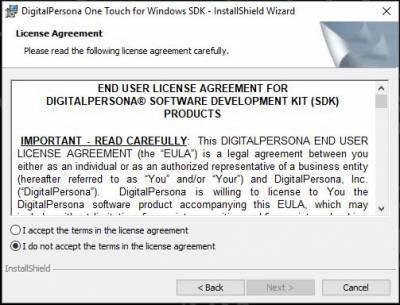 DigitalPersona One Touch for Windows SDK - InstallShield Wizard
License Agreement
Please read the following license agreement carefully.
END USER LICENSE AGREEMENT FOR
DIGITALPERSONA® SOFTWARE DEVELOPMENT KIT (SDK)
PRODUCTS
IMPORTANT - READ CAREFULLY: This DIGITALPERSONA END USER
LICENSE AGREEMENT (the “EULA”) is a legal agreement between you
either as an individual or as an authorized representative of a business entity
(hereafter referred to as “You” and/or “Your”) and DigitalPersona, Inc.
(“DigitalPersona”). DigitalPersona is willing to license to You the
DigitalPersona software product accompanying this EULA, which may
I accept the terms in the license agreement
I do not accept the terms in the license agreement
InstallShield
< Back
Next >
Cancel